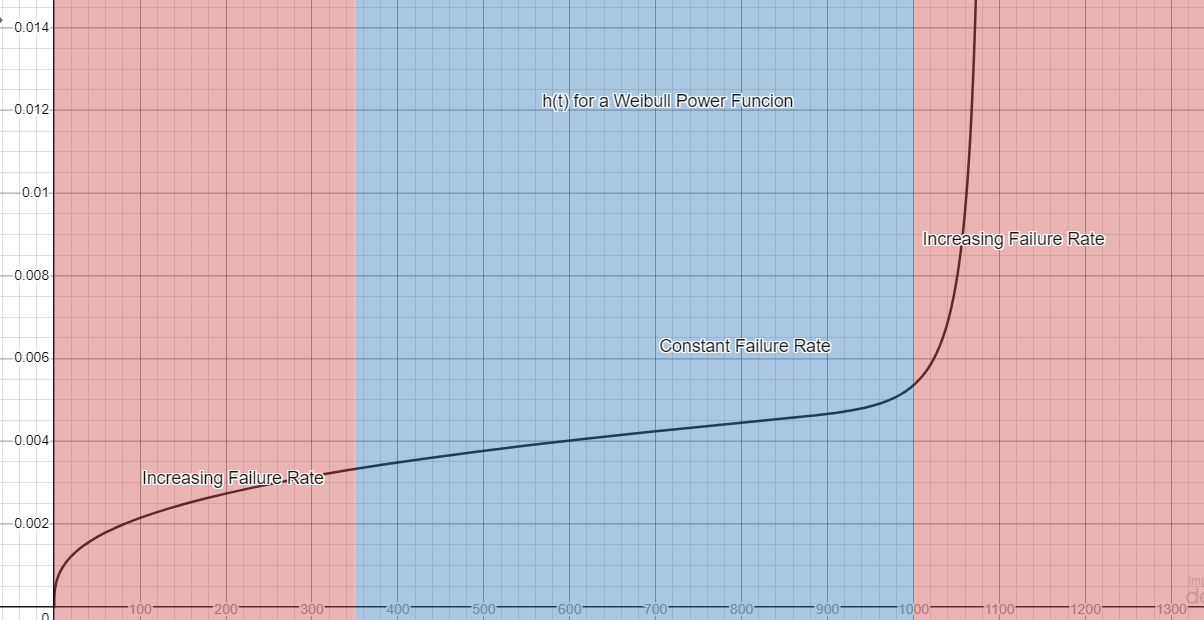 0.014
h(t) for a Weibull Power Funcion
0.012
0.01
Increasing Failure Rate
0.008
Constant Failure Rate
0.006
0.004
Increasing Failure Rate
0.002
0
100 200 300 400 500 600 700 800 900 1000 1100 1200 1300